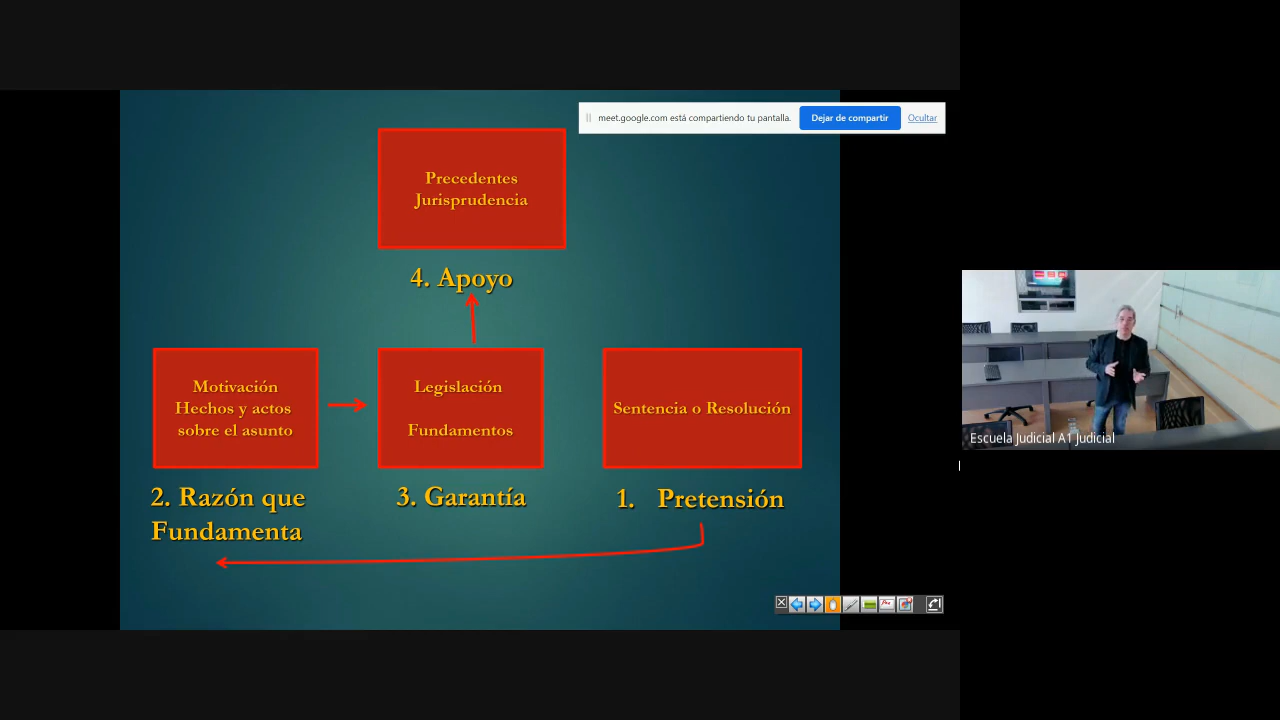 meet.google.com está compartiendo tu pantalla.
Dejar de compartir
Ocultar
Precedentes
Jurisprudencia
4. Apoyo
Motivación
Hechos y actos
sobre el asunto
Legislación
Fundamentos
Sentencia o Resolución
2. Razón que
Fundamenta
3. Garantía
1. Pretensión
Escuela Judicial A1 Judicial